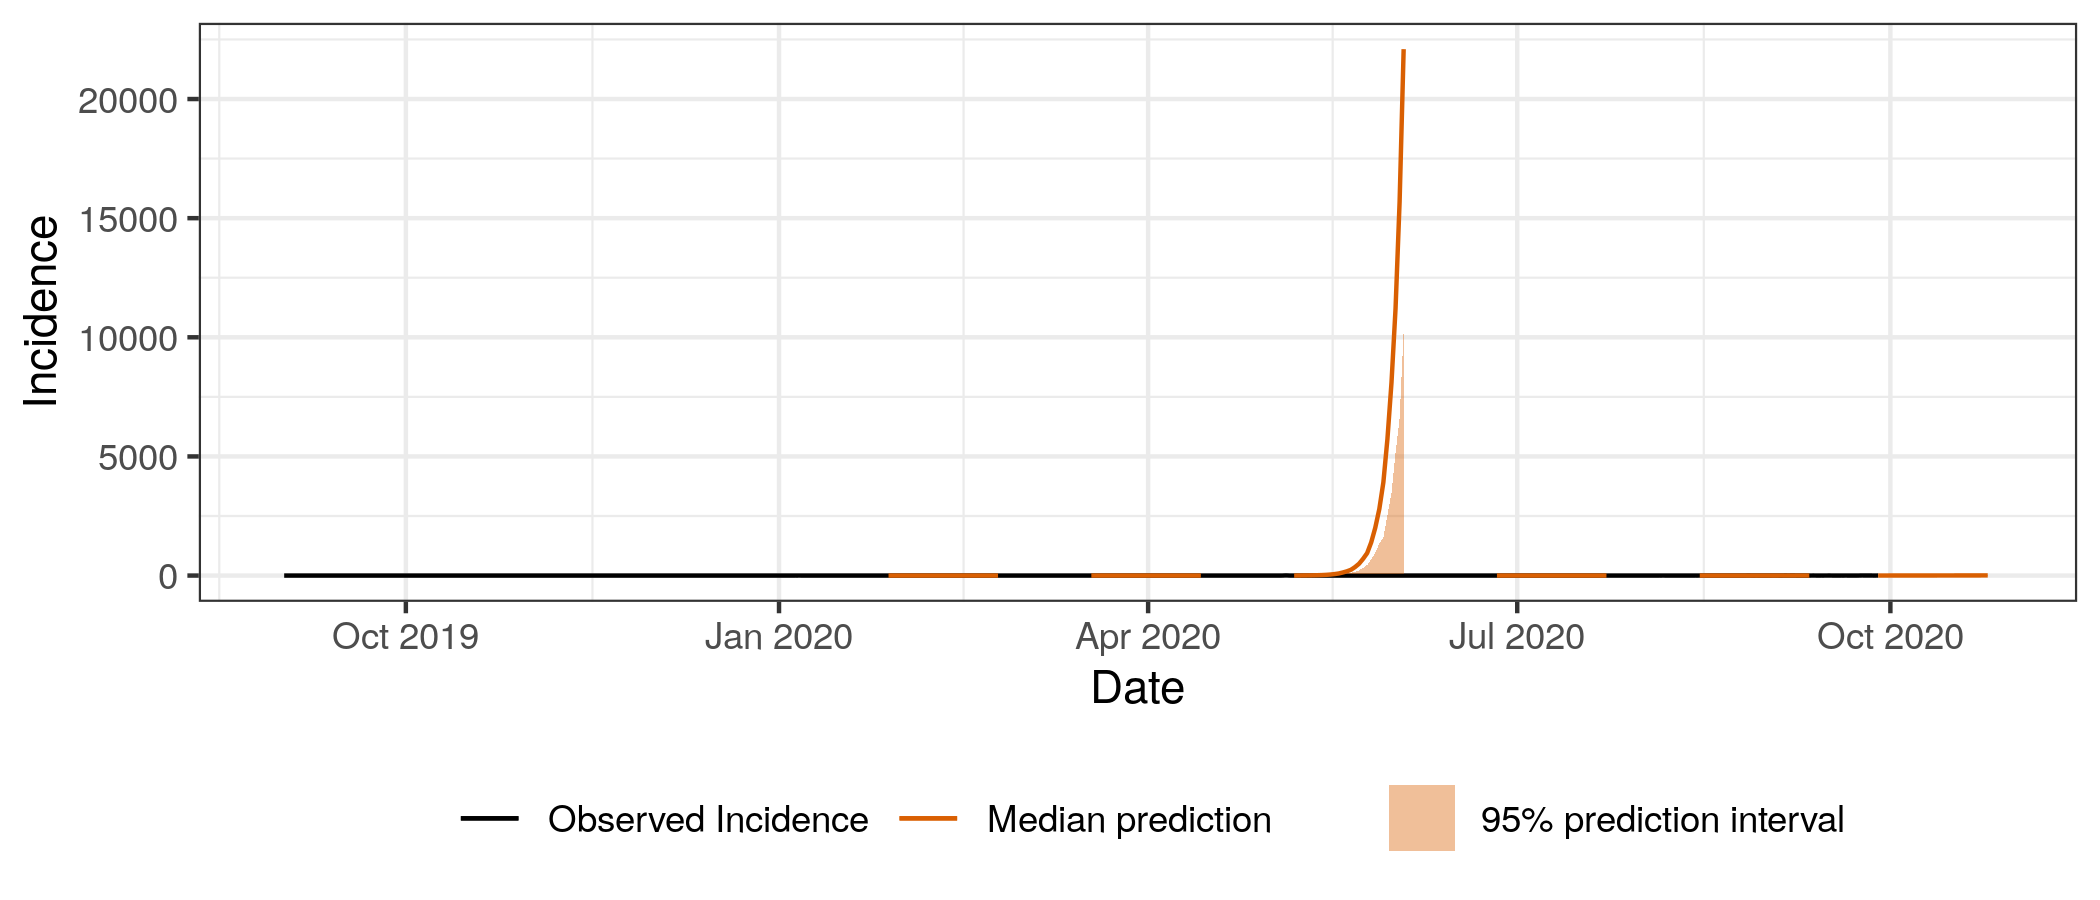 Incidence
20000
15000
10000
5000
0
Oct 2019 Jan 2020 Apr 2020 Jul 2020 Oct 2020
Date
Observed Incidence Median prediction 95% prediction interval